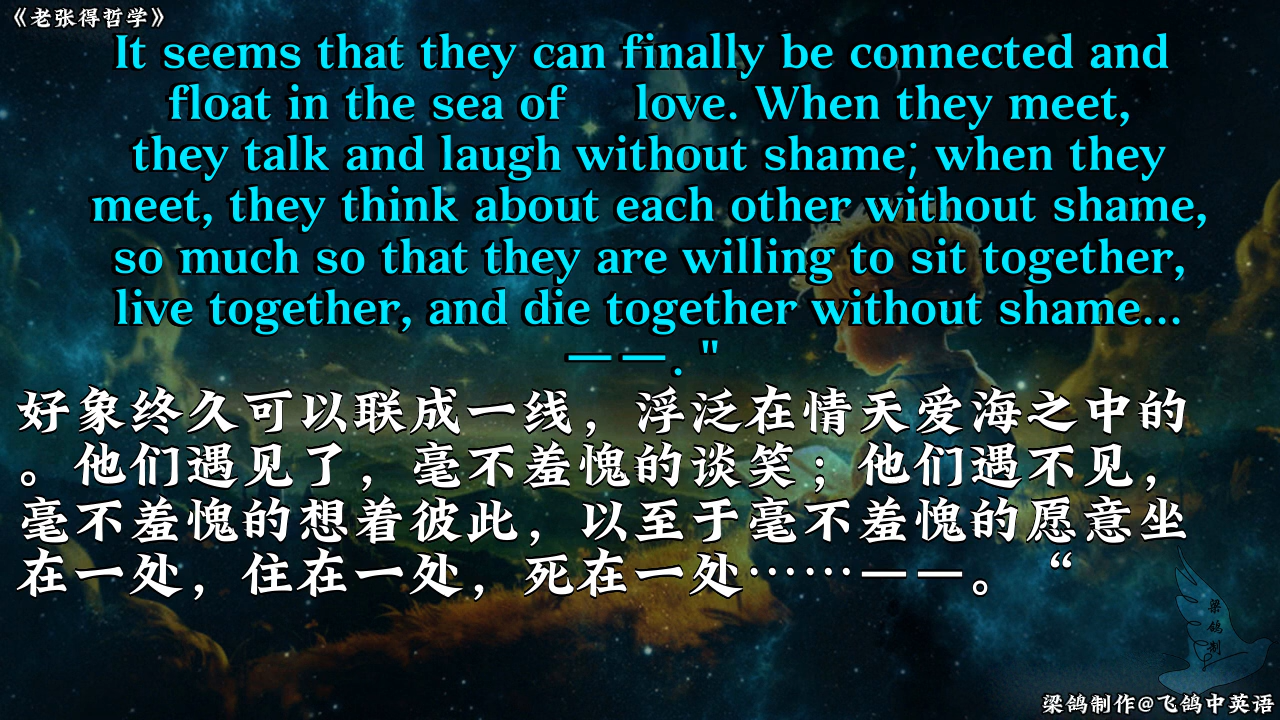 《老张得哲学》
It seems that they can finally be connected and
float in the sea of love. When they meet,
they talk and laugh without shame; when they
meet, they think about each other without shame,
so much so that they are willing to sit together,
live together, and die together without shame...
——."
好象终久可以联成一线，浮泛在情天爱海之中的
。他们遇见了，毫不羞愧的谈笑；他们遇不见，
毫不羞愧的想着彼此，以至于毫不羞愧的愿意坐
在一处，住在一处，死在一处……——。“
梁鸽制
梁鸽制作@飞鸽中英语